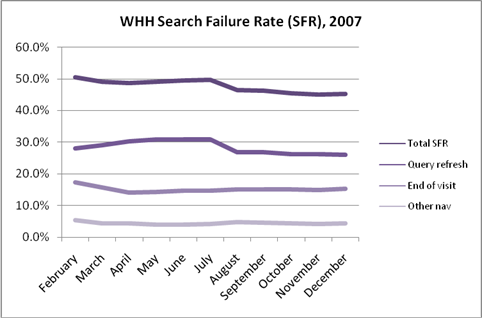 WHH Search Failure Rate (SFR), 2007
60.0%
50.0%
40.0%
30.0%
20.0%
10.0%
0.0%
Total SFR
Query refresh
End of visit
Other nav
February
March
April
May
June
July
August
September
October
November
December